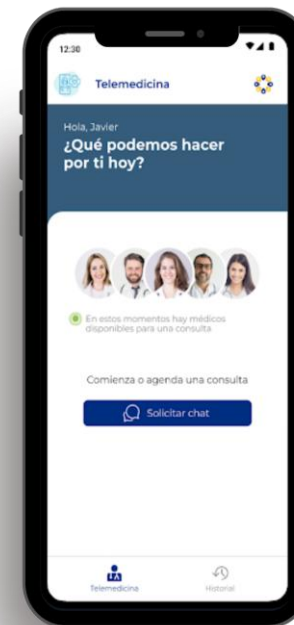 12:30
Telemedicina
Hola, Javier
¿Qué podemos hacer
por ti hoy?
En estos momentos hay médicos
disponibles para una consulta
Comienza o agenda una consulta
Solicitar chat
Telemedicina
Historial